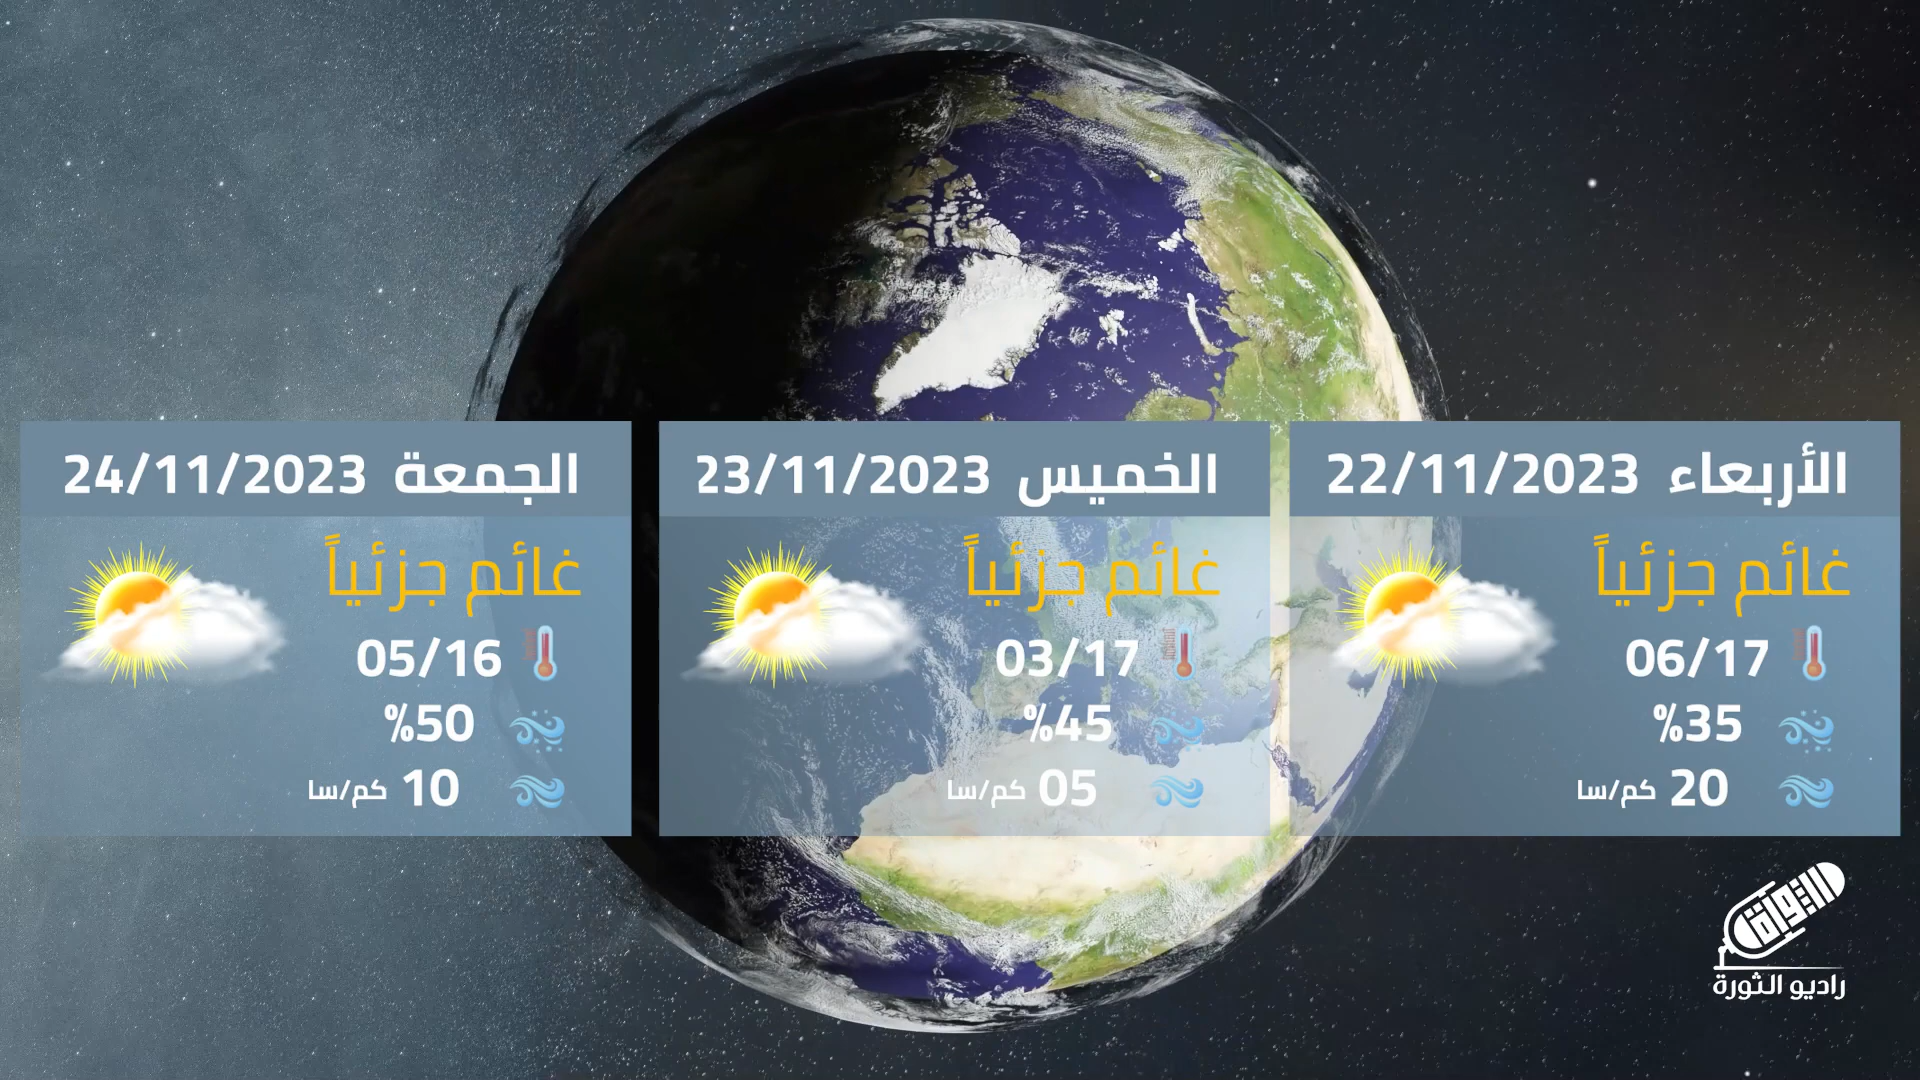 الأربعاء 22/11/2023
غائم جزئياً
06/17
%35
20 كم/سا
الخميس 23/11/2023
غائم جزئياً
03/17
%45
05 كم/سا
الجمعة 24/11/2023
غائم جزئياً
05/16
%50
10 كم/سا
الثورة
راديو الثورة